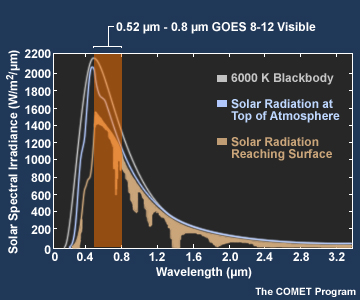 0.52 µm - 0.8 µm GOES 8-12 Visible
Solar Spectral Irradiance (W/m²/µm)
2200
2000
1800
1600
1400
1200
1000
800
600
400
200
0
6000 K Blackbody
Solar Radiation at
Top of Atmosphere
Solar Radiation
Reaching Surface
0 0.4 0.8 1.2 1.6 2.0 2.4 2.8 3.2
Wavelength (µm)
The COMET Program